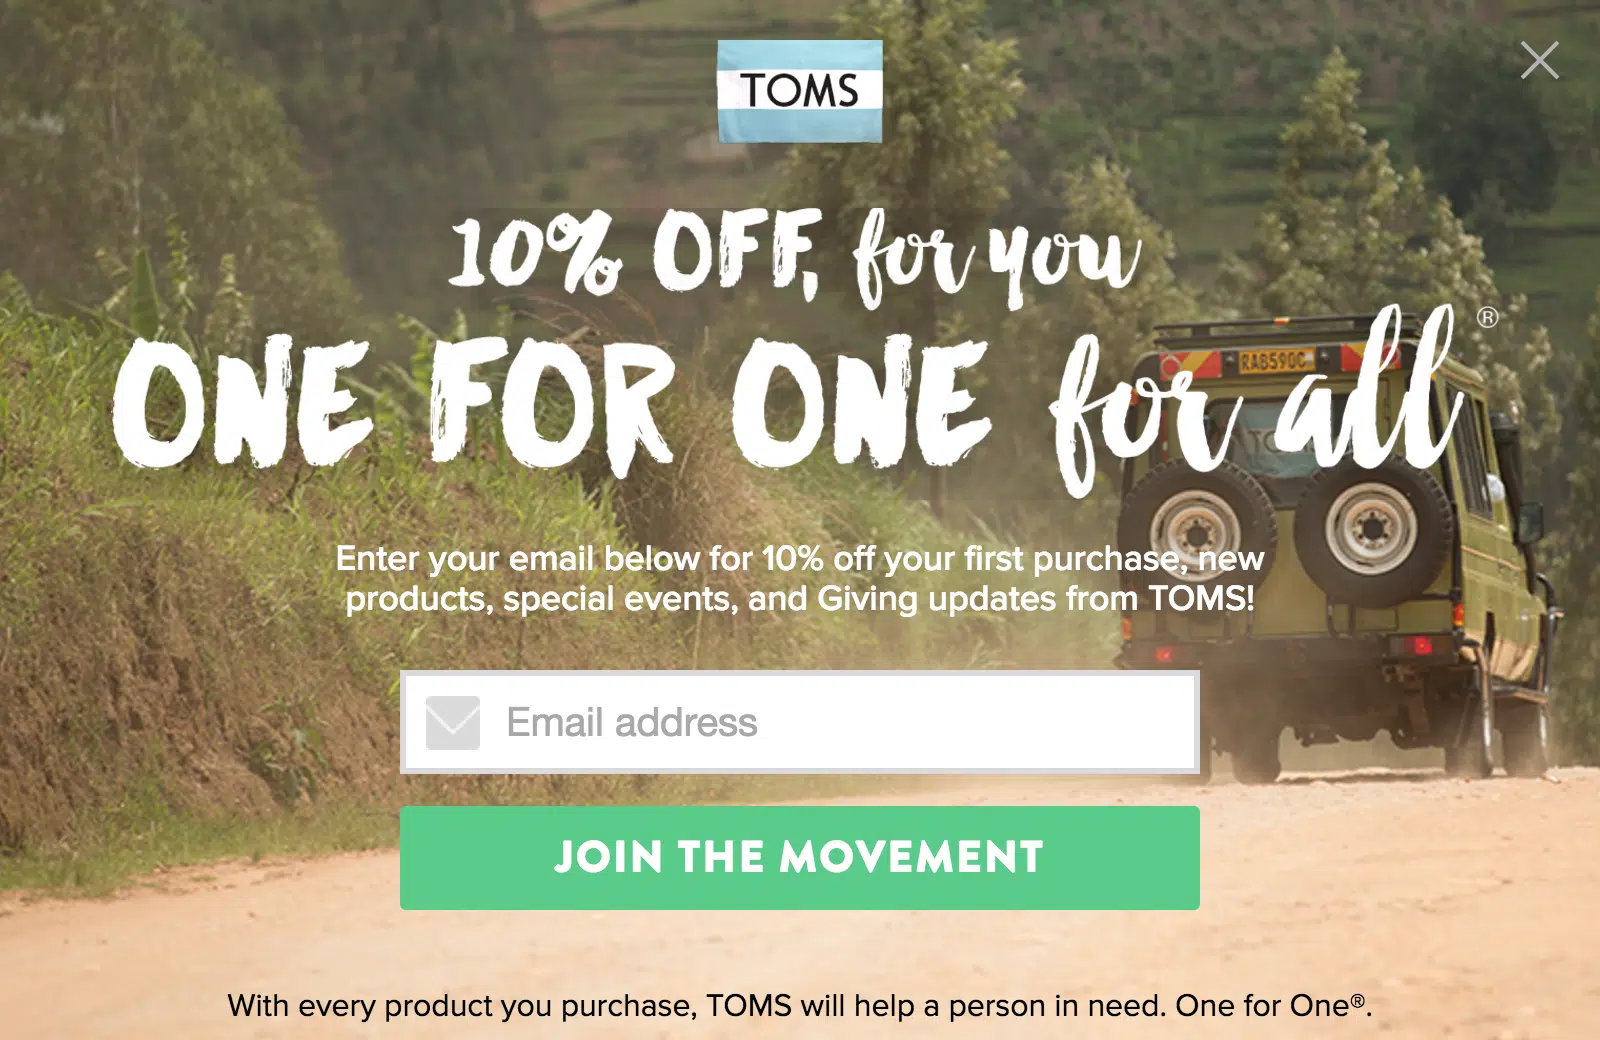 TOMS
10% OFF, for you
ONE FOR ONE for all®
RAB590C
Enter your email below for 10% off your first purchase, new
products, special events, and Giving updates from TOMS!
Email address
JOIN THE MOVEMENT
With every product you purchase, TOMS will help a person in need. One for One®.